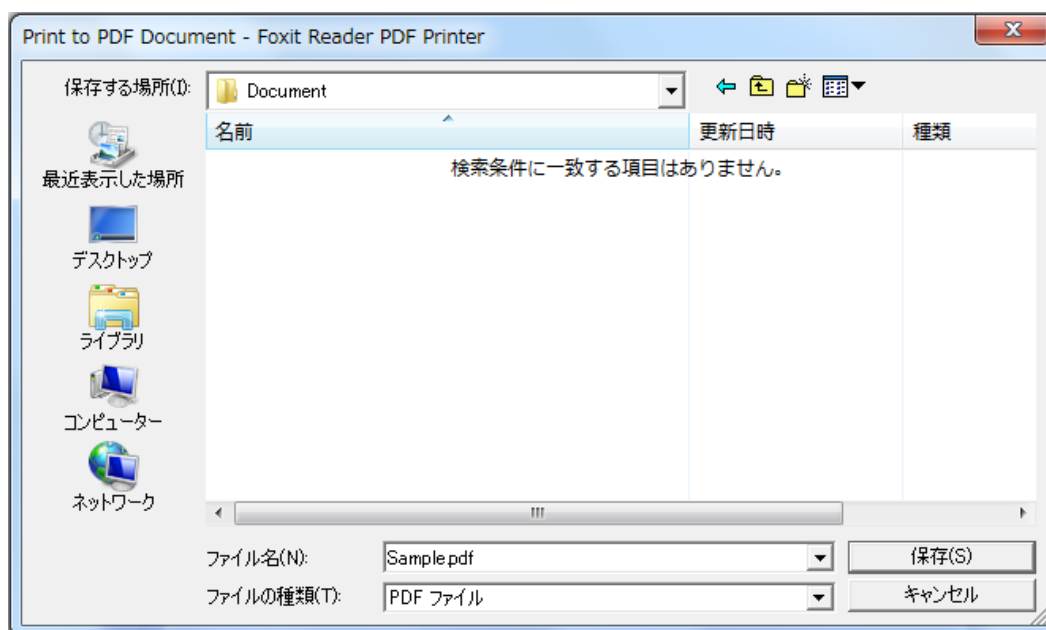 Print to PDF Document - Foxit Reader PDF Printer
保存する場所(I):
Document
名前
更新日時
種類
検索条件に一致する項目はありません。
最近表示した場所
デスクトップ
ライブラリ
コンピューター
ネットワーク
ファイル名(N):
Sample.pdf
保存(S)
ファイルの種類(T):
PDF ファイル
キャンセル